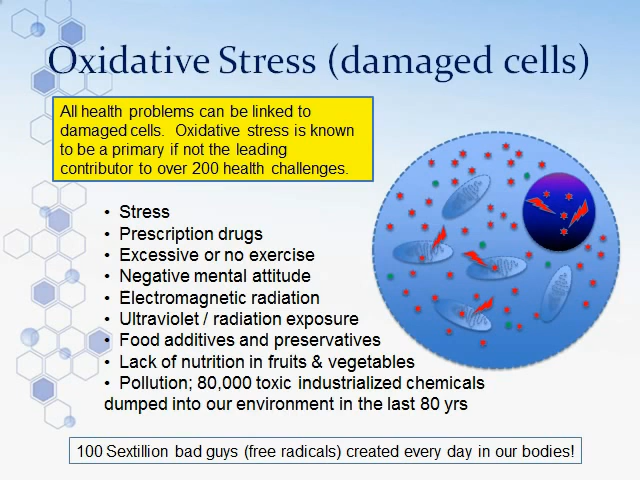 Oxidative Stress (damaged cells)
All health problems can be linked to
damaged cells.  Oxidative stress is known
to be a primary if not the leading
contributor to over 200 health challenges.
• Stress
• Prescription drugs
• Excessive or no exercise
• Negative mental attitude
• Electromagnetic radiation
• Ultraviolet / radiation exposure
• Food additives and preservatives
• Lack of nutrition in fruits & vegetables
• Pollution; 80,000 toxic industrialized chemicals
dumped into our environment in the last 80 yrs
100 Sextillion bad guys (free radicals) created every day in our bodies!